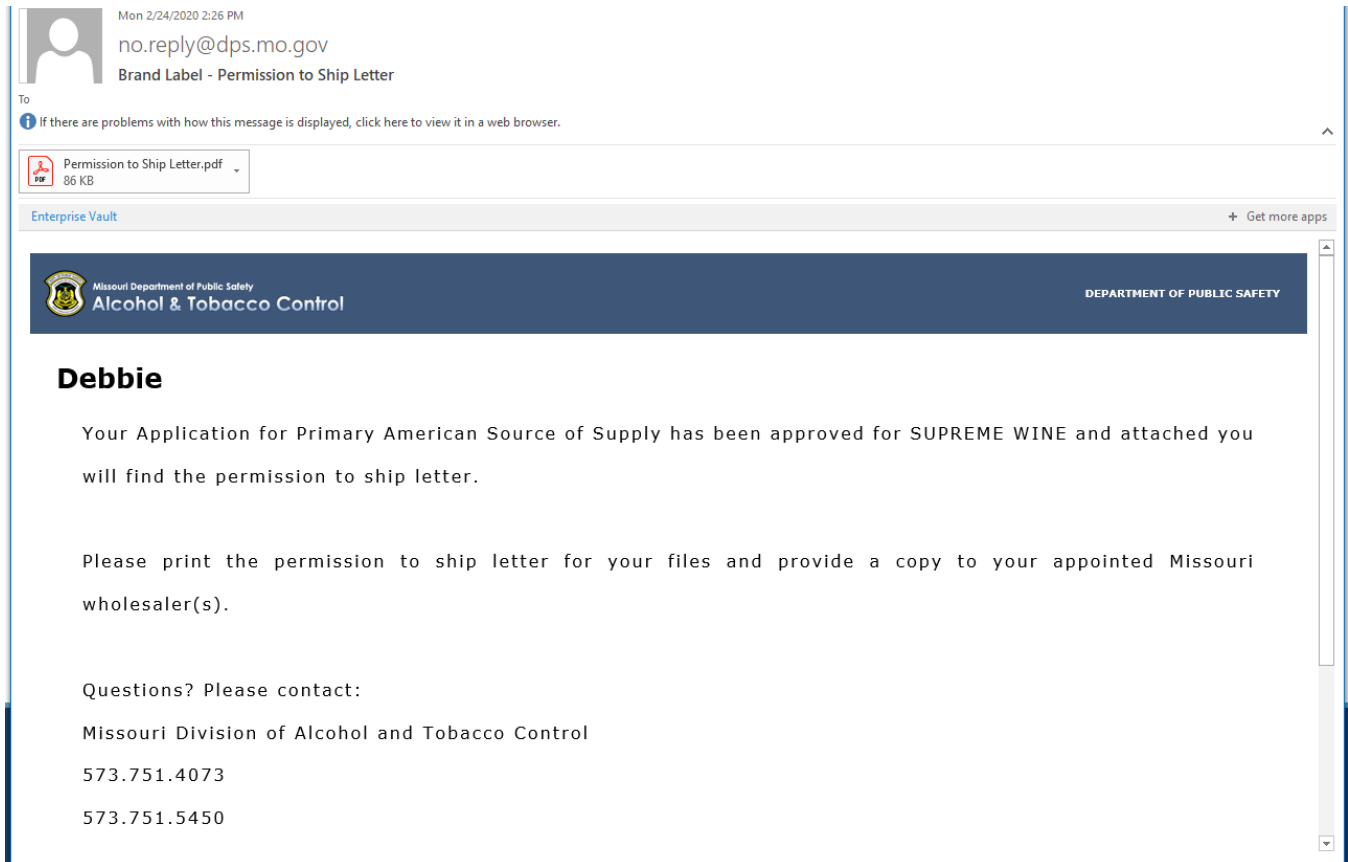 Mon 2/24/2020 2:26 PM
no.reply@dps.mo.gov
Brand Label - Permission to Ship Letter
To
If there are problems with how this message is displayed, click here to view it in a web browser.
Permission to Ship Letter.pdf
PDF
86 KB
Enterprise Vault
+ Get more apps
Missouri Department of Public Safety
Alcohol & Tobacco Control
DEPARTMENT OF PUBLIC SAFETY
Debbie
Your Application for Primary American Source of Supply has been approved for SUPREME WINE and attached you
will find the permission to ship letter.
Please print the permission to ship letter for your files and provide a copy to your appointed Missouri
wholesaler(s).
Questions? Please contact:
Missouri Division of Alcohol and Tobacco Control
573.751.4073
573.751.5450